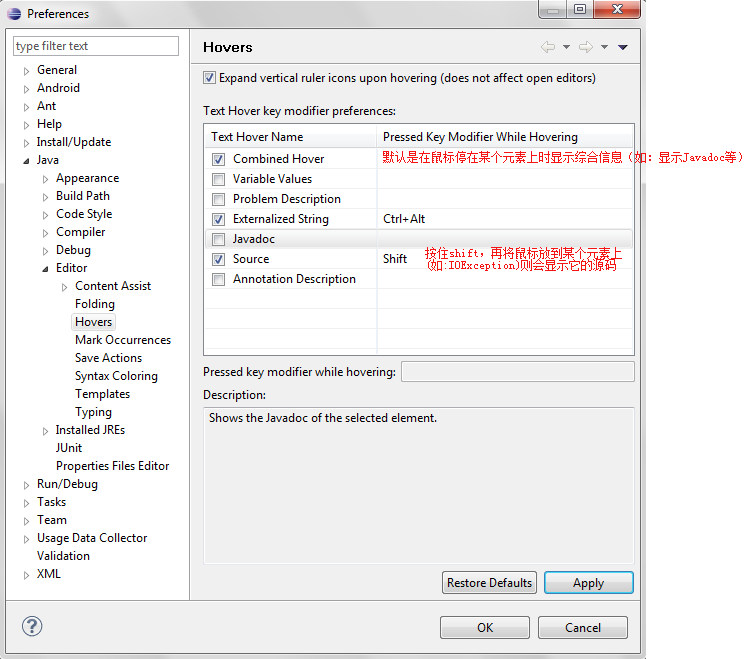 Preferences
type filter text
General
Android
Ant
Help
Install/Update
Java
Appearance
Build Path
Code Style
Compiler
Debug
Editor
Content Assist
Folding
Hovers
Mark Occurrences
Save Actions
Syntax Coloring
Templates
Typing
Installed JREs
JUnit
Properties Files Editor
Run/Debug
Tasks
Team
Usage Data Collector
Validation
XML
Hovers
Expand vertical ruler icons upon hovering (does not affect open editors)
Text Hover key modifier preferences:
Text Hover Name Pressed Key Modifier While Hovering
Combined Hover 默认是在鼠标停在某个元素上时显示综合信息（如：显示Javadoc等）
Variable Values
Problem Description
Externalized String Ctrl+Alt
Javadoc
Source Shift
按住shift，再将鼠标放到某个元素上
(如:IOException)则会显示它的源码
Annotation Description
Pressed key modifier while hovering:
Description:
Shows the Javadoc of the selected element.
Restore Defaults Apply
? OK Cancel